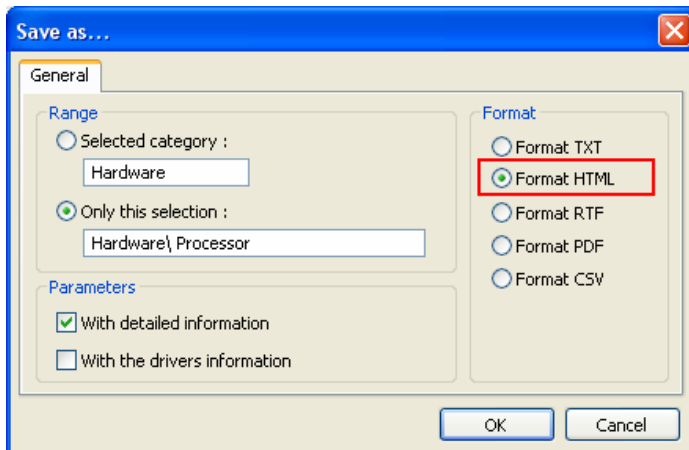 Save as...
General
Range
Selected category :
Hardware
Only this selection :
Hardware\ Processor
Parameters
With detailed information
With the drivers information
Format
Format TXT
Format HTML
Format RTF
Format PDF
Format CSV
OK
Cancel